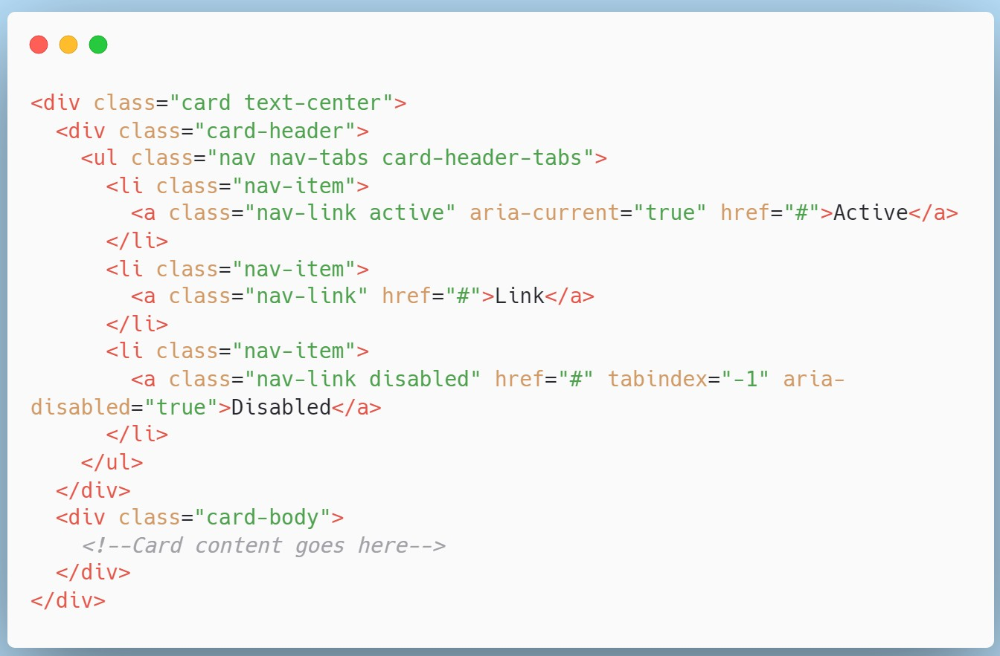 <div class="card text-center">
  <div class="card-header">
    <ul class="nav nav-tabs card-header-tabs">
      <li class="nav-item">
        <a class="nav-link active" aria-current="true" href="#">Active</a>
      </li>
      <li class="nav-item">
        <a class="nav-link" href="#">Link</a>
      </li>
      <li class="nav-item">
        <a class="nav-link disabled" href="#" tabindex="-1" aria-
disabled="true">Disabled</a>
      </li>
    </ul>
  </div>
  <div class="card-body">
    <!--Card content goes here-->
  </div>
</div>